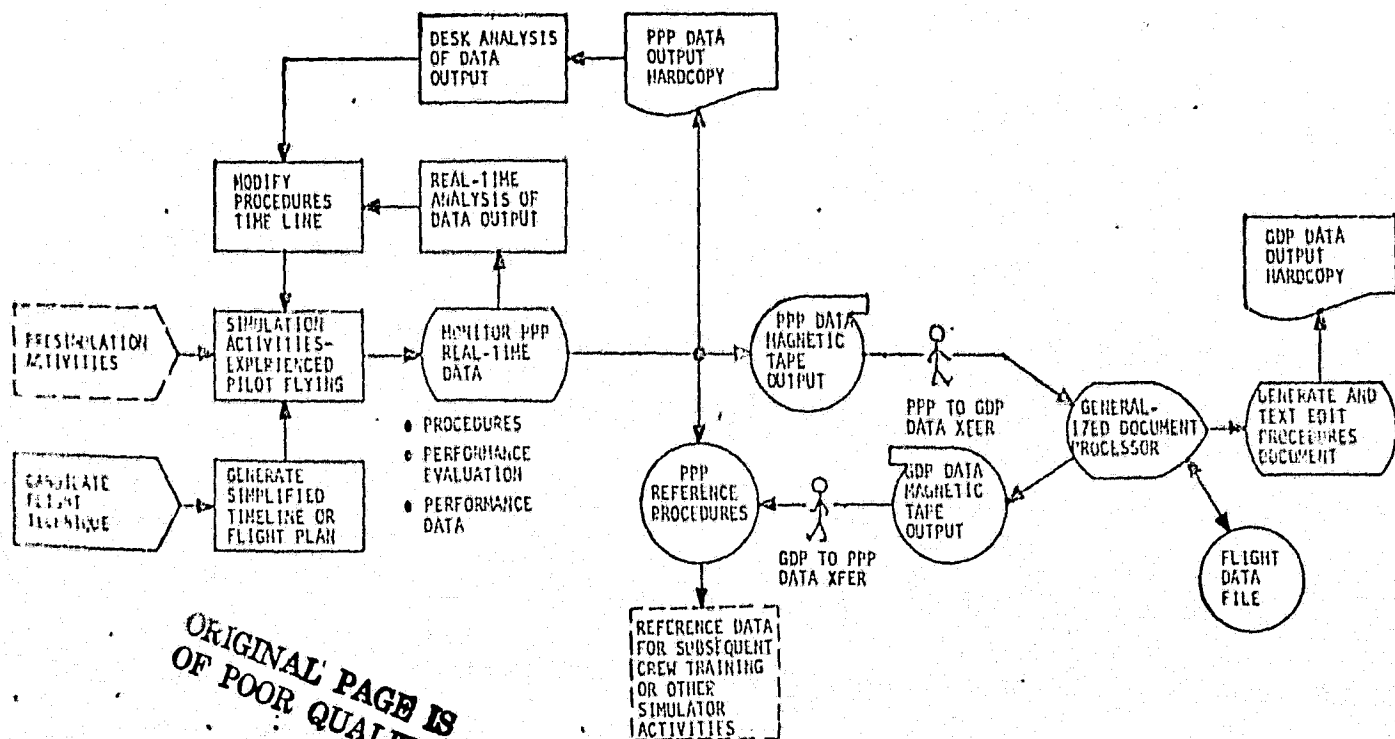 DESK ANALYSIS
OF DATA
OUTPUT
PPP DATA
OUTPUT
HARDCOPY
MODIFY
PROCEDURES
TIME LINE
REAL-TIME
ANALYSIS OF
DATA OUTPUT
GDP DATA
OUTPUT
HARDCOPY
PRESIMULATION
ACTIVITIES
SIMULATION
ACTIVITIES-
EXPERIENCED
PILOT FLYING
MONITOR PPP
REAL-TIME
DATA
PPP DATA
MAGNETIC
TAPE
OUTPUT
PPP TO GDP
DATA XFER
GENERAL-
IZED DOCUMENT
PROCESSOR
GENERATE AND
TEXT EDIT
PROCEDURES
DOCUMENT
• PROCEDURES
• PERFORMANCE
EVALUATION
• PERFORMANCE
DATA
CANDIDATE
FLIGHT
TECHNIQUE
GENERATE
SIMPLIFIED
TIMELINE OR
FLIGHT PLAN
PPP
REFERENCE
PROCEDURES
GDP TO PPP
DATA XFER
GDP DATA
MAGNETIC
TAPE
OUTPUT
FLIGHT
DATA
FILE
REFERENCE DATA
FOR SUBSEQUENT
CREW TRAINING
OR OTHER
SIMULATOR
ACTIVITIES
ORIGINAL PAGE IS
OF POOR QUALIT